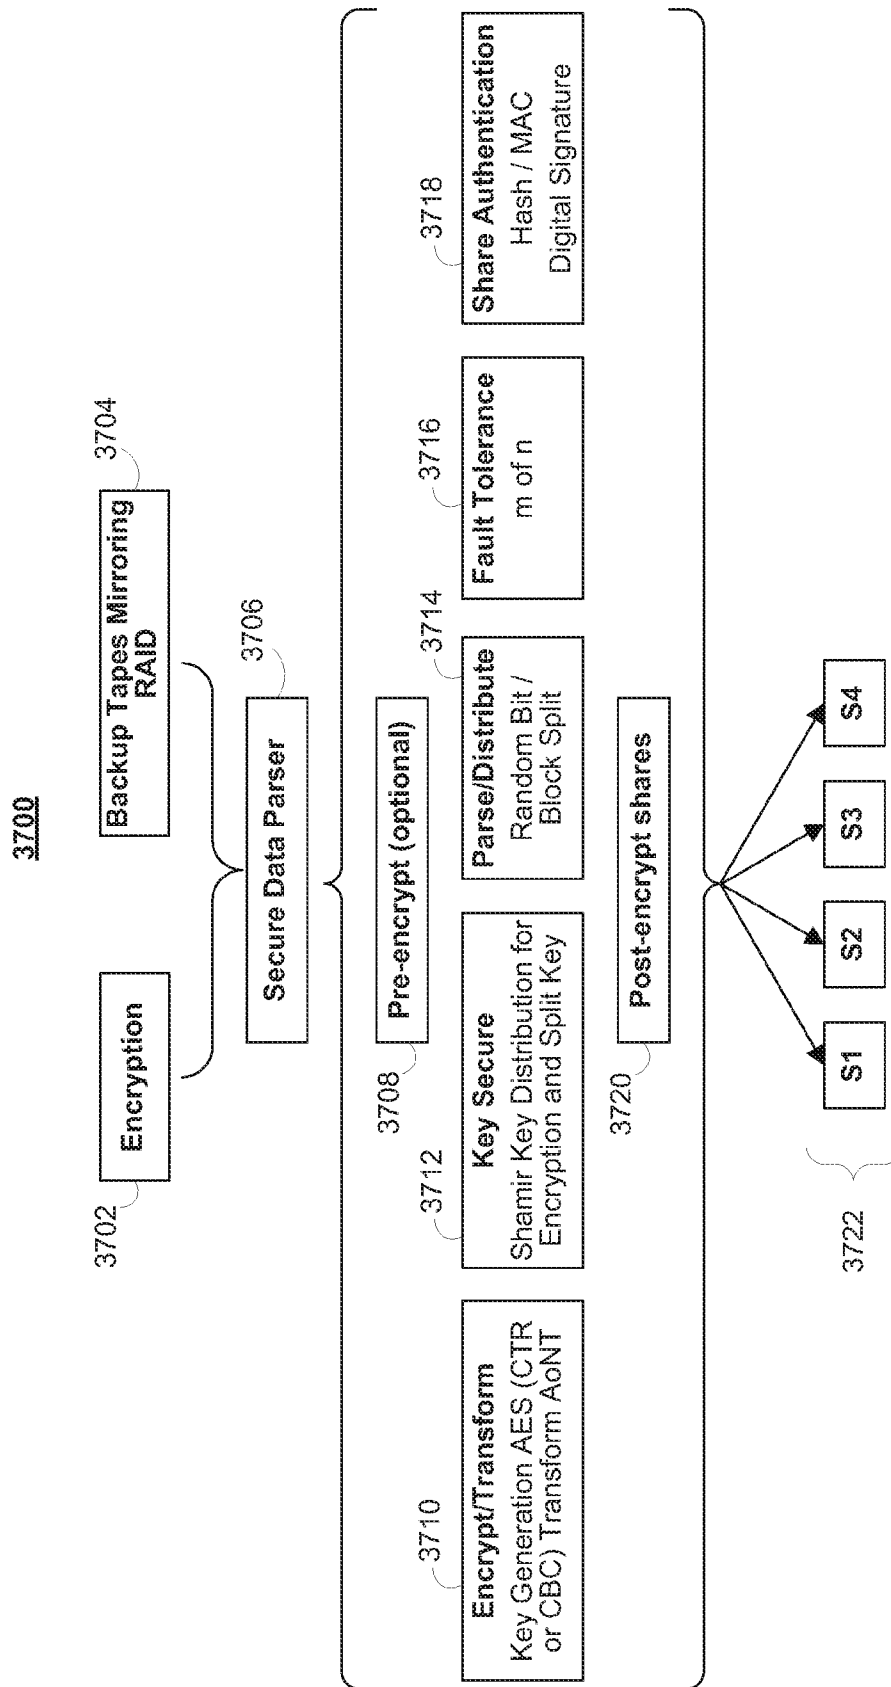 3700
3702
Encryption
Backup Tapes Mirroring
RAID
3704
Secure Data Parser
3706
3708
Pre-encrypt (optional)
3710
Encrypt/Transform
Key Generation AES (CTR
or CBC) Transform AoNT
3712
Key Secure
Shamir Key Distribution for
Encryption and Split Key
3714
Parse/Distribute
Random Bit /
Block Split
3716
Fault Tolerance
m of n
3718
Share Authentication
Hash / MAC
Digital Signature
3720
Post-encrypt shares
3722
S1
S2
S3
S4